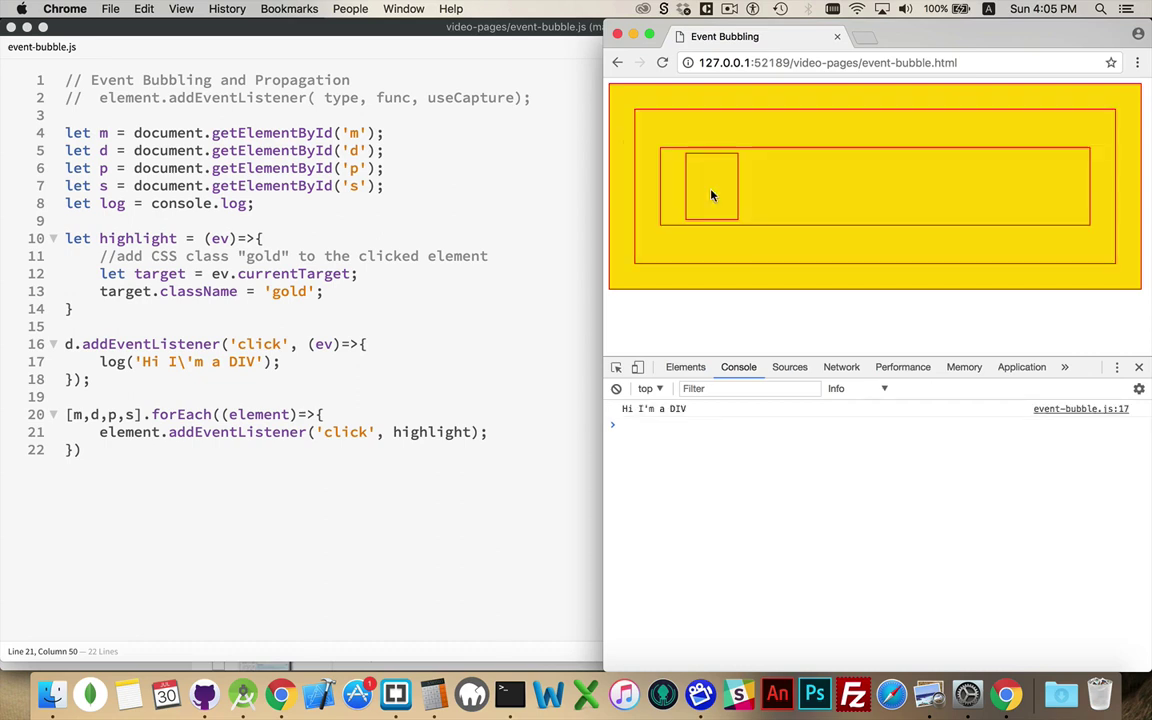 Chrome File Edit View History Bookmarks People Window Help 100% A Sun 4:05 PM
video-pages/event-bubble.js (ma
event-bubble.js
1 // Event Bubbling and Propagation
2 //  element.addEventListener( type, func, useCapture);
3
4 let m = document.getElementById('m');
5 let d = document.getElementById('d');
6 let p = document.getElementById('p');
7 let s = document.getElementById('s');
8 let log = console.log;
9
10 let highlight = (ev)=>{
11     //add CSS class "gold" to the clicked element
12     let target = ev.currentTarget;
13     target.className = 'gold';
14 }
15
16 d.addEventListener('click', (ev)=>{
17     log('Hi I\'m a DIV');
18 });
19
20 [m,d,p,s].forEach((element)=>{
21     element.addEventListener('click', highlight);
22 })
Line 21, Column 50 — 22 Lines
Event Bubbling
127.0.0.1:52189/video-pages/event-bubble.html
Elements Console Sources Network Performance Memory Application »
top Filter Info
Hi I'm a DIV event-bubble.js:17
JUL 30 1 W X An Ps Fz